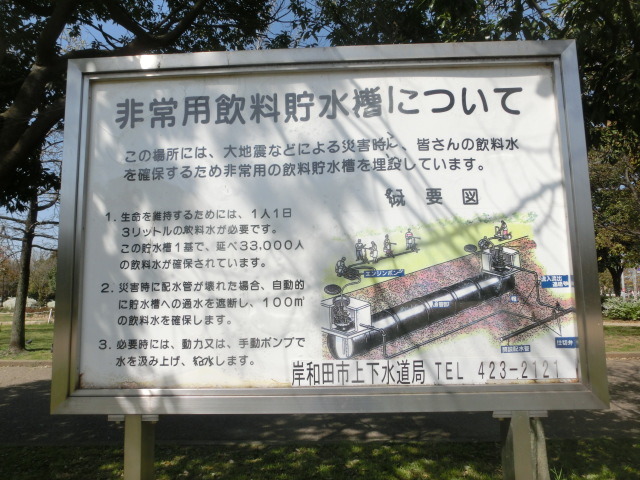 非常用飲料貯水槽について
この場所には、大地震などによる災害時に、皆さんの飲料水
を確保するため非常用の飲料貯水槽を埋設しています。
概要図
1. 生命を維持するためには、1人1日
3リットルの飲料水が必要です。
この貯水槽1基で、延べ33,000人
の飲料水が確保されています。
2. 災害時に配水管が壊れた場合、自動的
に貯水槽への通水を遮断し、100㎥
の飲料水を確保します。
3. 必要時には、動力又は、手動ポンプで
水を汲み上げ、給水します。
エンジンポンプ
仕切弁
岸和田市上下水道局 TEL 423-2121